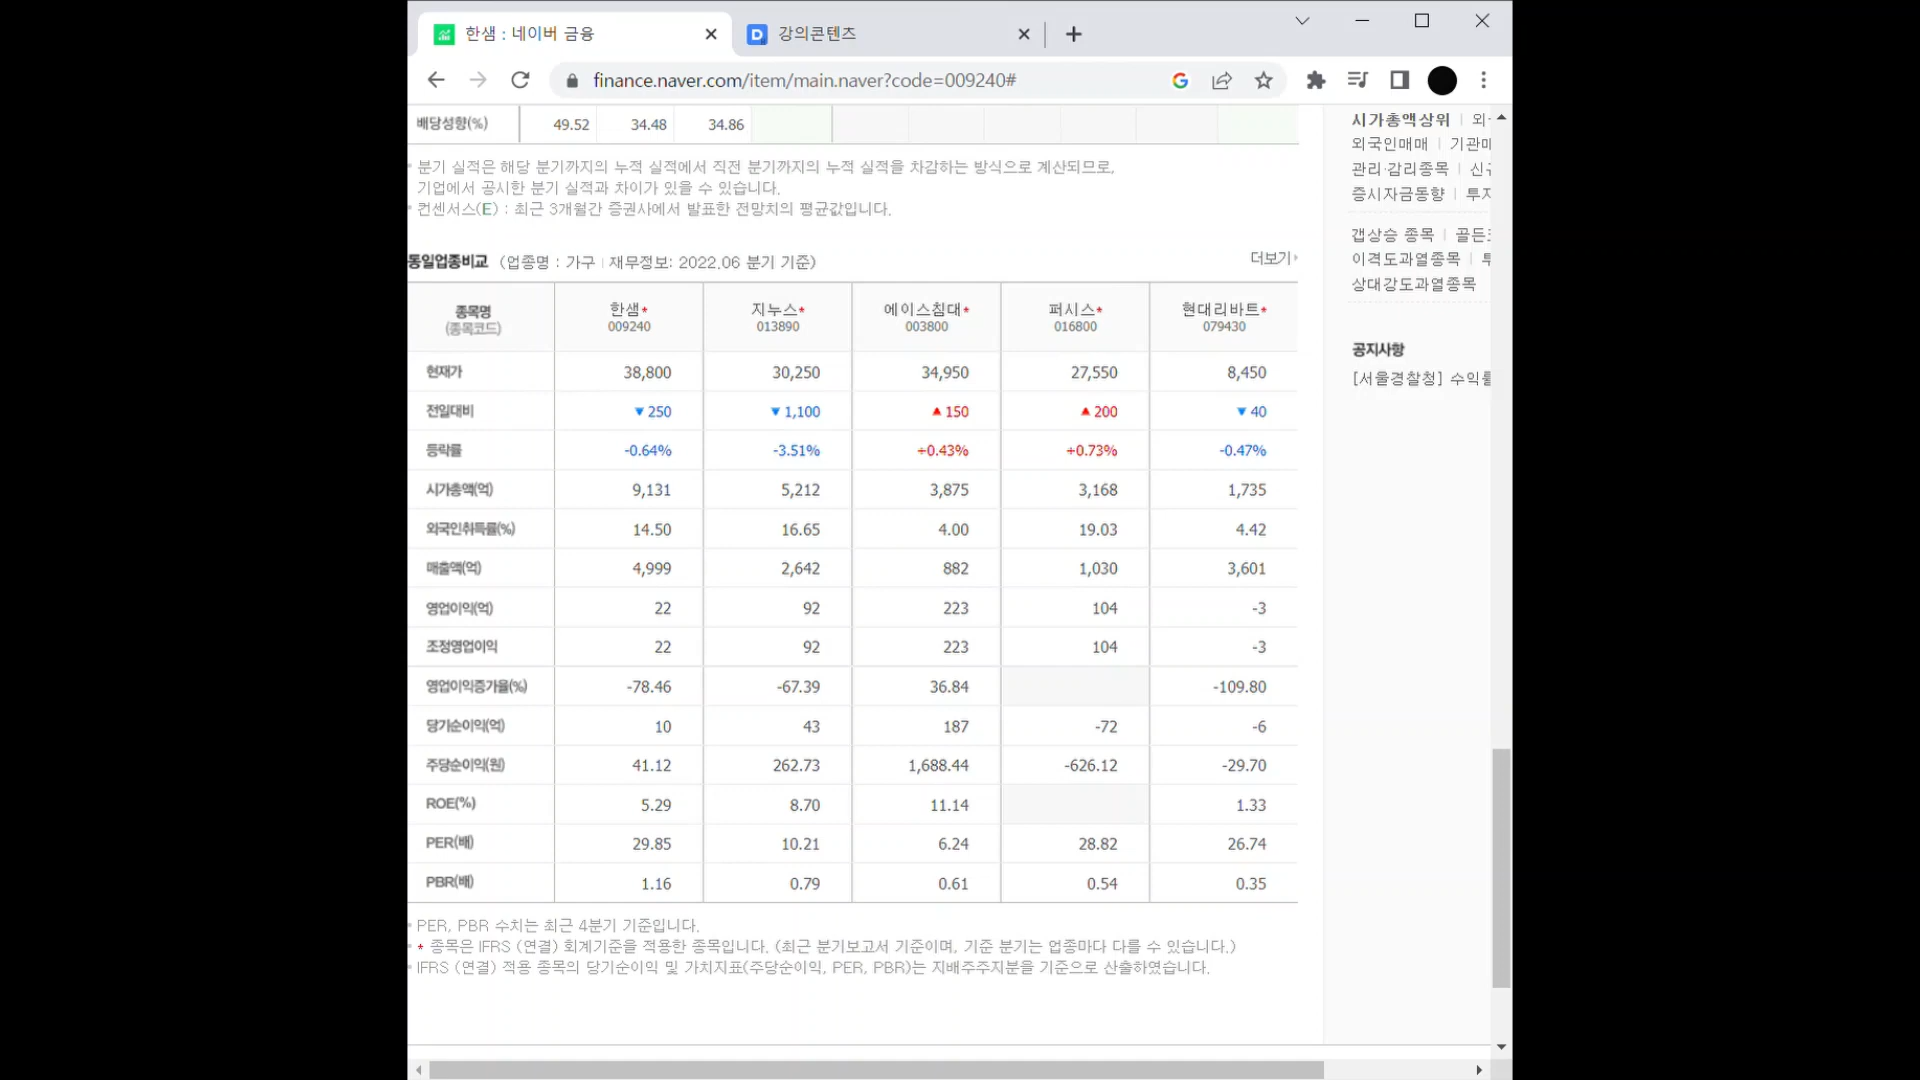 한샘 : 네이버 금융
강의콘텐츠
finance.naver.com/item/main.naver?code=009240#
배당성향(%) 49.52 34.48 34.86
분기 실적은 해당 분기까지의 누적 실적에서 직전 분기까지의 누적 실적을 차감하는 방식으로 계산되므로,
기업에서 공시한 분기 실적과 차이가 있을 수 있습니다.
컨센서스(E) : 최근 3개월간 증권사에서 발표한 전망치의 평균값입니다.
동일업종비교 (업종명 : 가구 | 재무정보: 2022.06 분기 기준)
더보기
종목명 한샘* 지누스* 에이스침대* 퍼시스* 현대리바트*
(종목코드) 009240 013890 003800 016800 079430
현재가 38,800 30,250 34,950 27,550 8,450
전일대비 ▼250 ▼1,100 ▲150 ▲200 ▼40
등락률 -0.64% -3.51% +0.43% +0.73% -0.47%
시가총액(억) 9,131 5,212 3,875 3,168 1,735
외국인취득률(%) 14.50 16.65 4.00 19.03 4.42
매출액(억) 4,999 2,642 882 1,030 3,601
영업이익(억) 22 92 223 104 -3
조정영업이익 22 92 223 104 -3
영업이익증가율(%) -78.46 -67.39 36.84 -109.80
당기순이익(억) 10 43 187 -72 -6
주당순이익(원) 41.12 262.73 1,688.44 -626.12 -29.70
ROE(%) 5.29 8.70 11.14 1.33
PER(배) 29.85 10.21 6.24 28.82 26.74
PBR(배) 1.16 0.79 0.61 0.54 0.35
PER, PBR 수치는 최근 4분기 기준입니다.
* 종목은 IFRS (연결) 회계기준을 적용한 종목입니다. (최근 분기보고서 기준이며, 기준 분기는 업종마다 다를 수 있습니다.)
IFRS (연결) 적용 종목의 당기순이익 및 가치지표(주당순이익, PER, PBR)는 지배주주지분을 기준으로 산출하였습니다.
시가총액상위 | 외
외국인매매 | 기관
관리·감리종목 | 신
증시자금동향 | 투
갭상승 종목 | 골든
이격도과열종목 |
상대강도과열종목
공지사항
[서울경찰청] 수익률